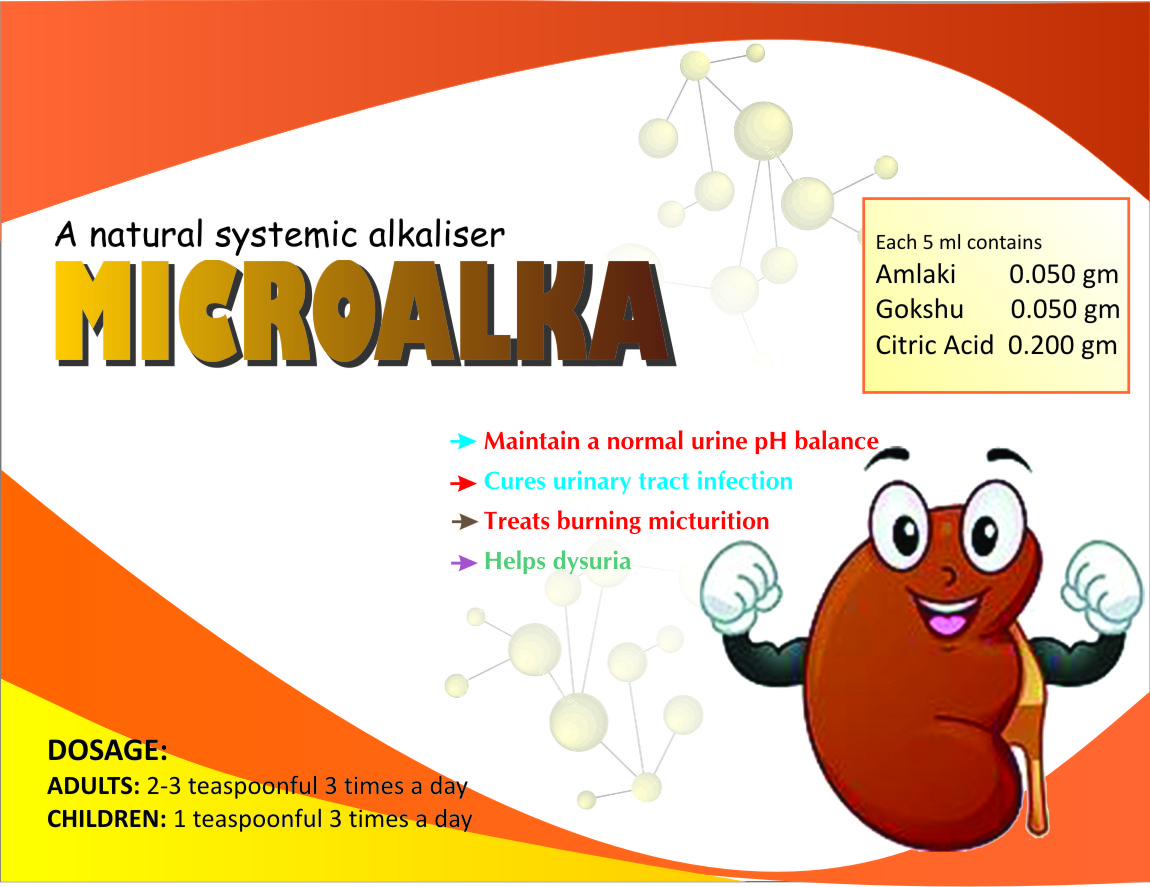 A natural systemic alkaliser
MICROALKA
Each 5 ml contains
Amlaki 0.050 gm
Gokshu 0.050 gm
Citric Acid 0.200 gm
Maintain a normal urine pH balance
Cures urinary tract infection
Treats burning micturition
Helps dysuria
DOSAGE:
ADULTS: 2-3 teaspoonful 3 times a day
CHILDREN: 1 teaspoonful 3 times a day